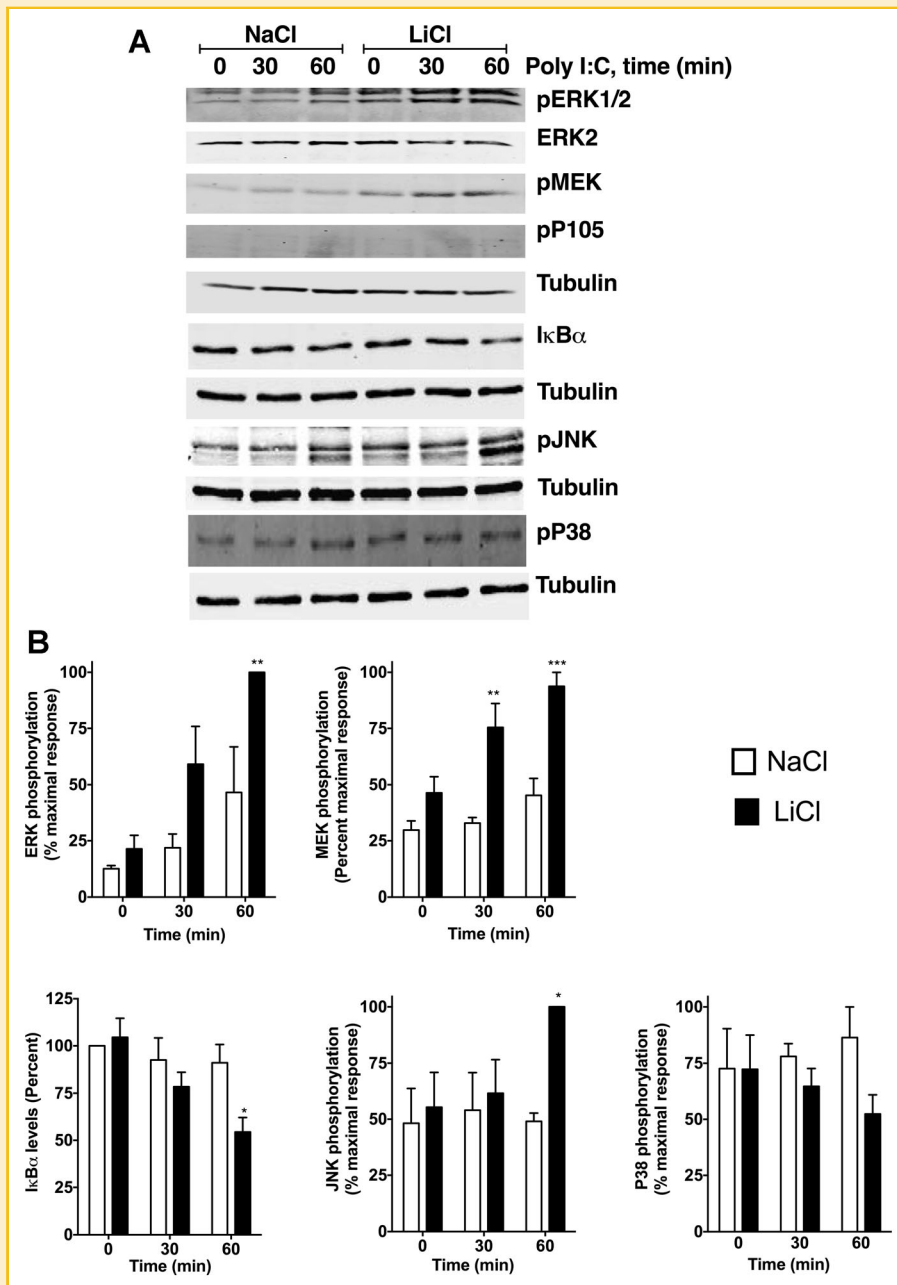 A
NaCl LiCl
0 30 60 0 30 60 Poly I:C, time (min)
pERK1/2
ERK2
pMEK
pP105
Tubulin
IκBα
Tubulin
pJNK
Tubulin
pP38
Tubulin
B
ERK phosphorylation
(% maximal response)
100
75
50
25
0
**
0 30 60
Time (min)
MEK phosphorylation
(Percent maximal response)
100
75
50
25
0
**
***
0 30 60
Time (min)
NaCl
LiCl
IκBα levels (Percent)
125
100
75
50
75
0
*
0 30 60
Time (min)
JNK phosphorylation
(% maximal response)
100
75
50
75
0
*
0 30 60
Time (min)
P38 phosphorylation
(% maximal response)
100
75
50
75
0
0 30 60
Time (min)